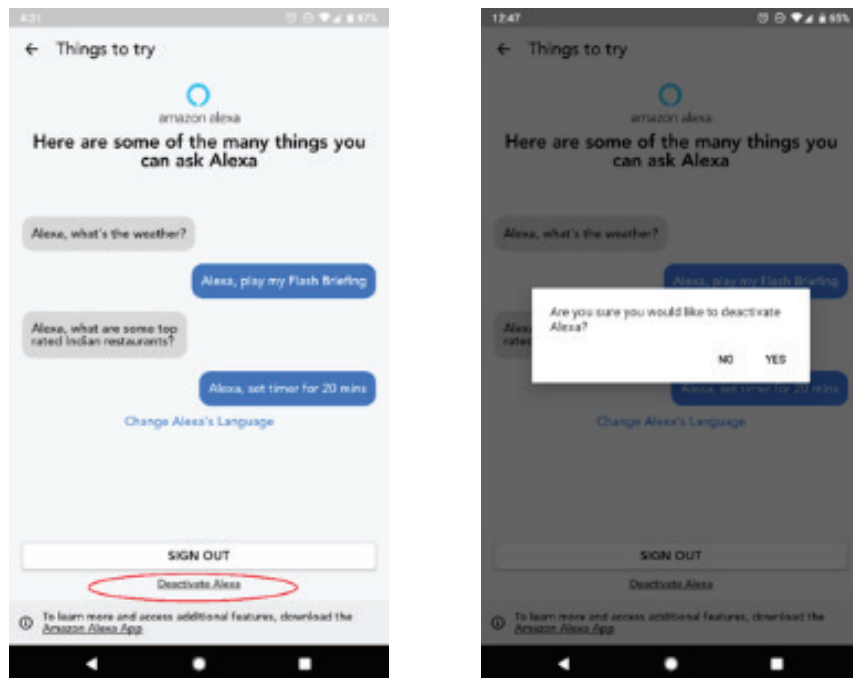 4:31
97%
← Things to try
amazon alexa
Here are some of the many things you
can ask Alexa
Alexa, what's the weather?
Alexa, play my Flash Briefing
Alexa, what are some top
rated Indian restaurants?
Alexa, set timer for 20 mins
Change Alexa's Language
SIGN OUT
Deactivate Alexa
To learn more and access additional features, download the
Amazon Alexa App
12:47
65%
← Things to try
amazon alexa
Here are some of the many things you
can ask Alexa
Alexa, what's the weather?
Alexa, play my Flash Briefing
Are you sure you would like to deactivate
Alexa?
NO YES
Alexa, set timer for 20 mins
Change Alexa's Language
SIGN OUT
Deactivate Alexa
To learn more and access additional features, download the
Amazon Alexa App